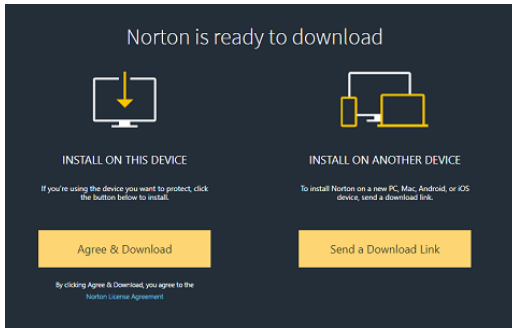 Norton is ready to download
INSTALL ON THIS DEVICE
If you're using the device you want to protect, click
the button below to install.
Agree & Download
By clicking Agree & Download, you agree to the
Norton License Agreement
INSTALL ON ANOTHER DEVICE
To install Norton on a new PC, Mac, Android, or iOS
device, send a download link.
Send a Download Link